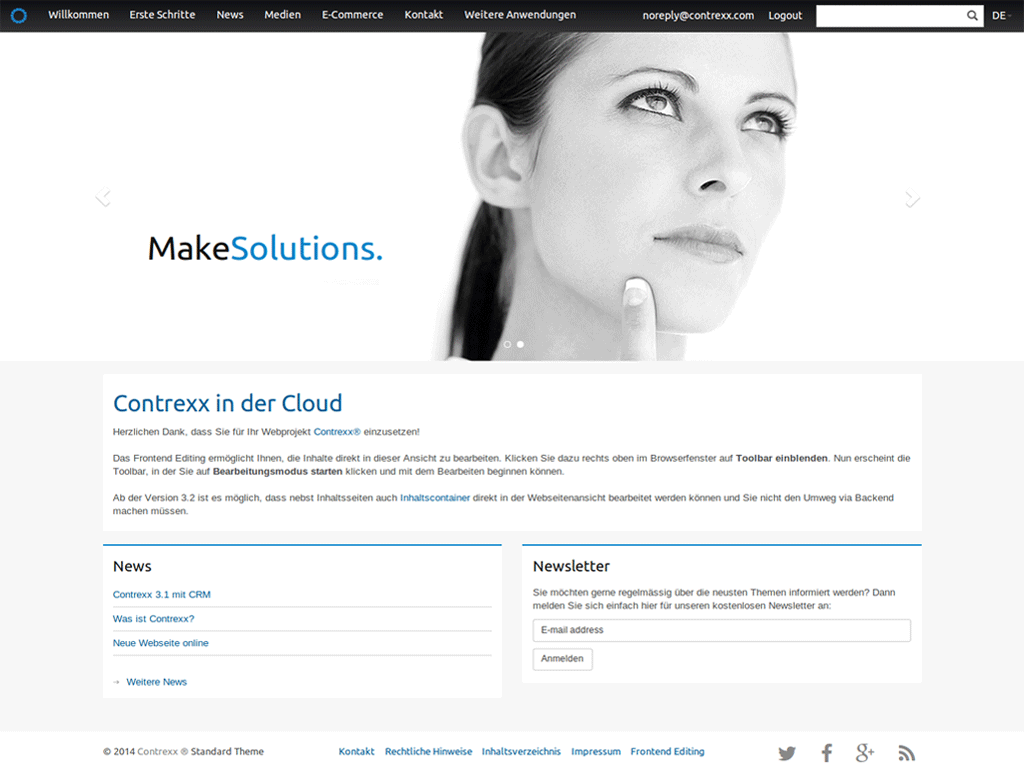 Willkommen Erste Schritte News Medien E-Commerce Kontakt Weitere Anwendungen noreply@contrexx.com Logout DE
MakeSolutions.
Contrexx in der Cloud
Herzlichen Dank, dass Sie für Ihr Webprojekt Contrexx® einzusetzen!
Das Frontend Editing ermöglicht Ihnen, die Inhalte direkt in dieser Ansicht zu bearbeiten. Klicken Sie dazu rechts oben im Browserfenster auf Toolbar einblenden. Nun erscheint die
Toolbar, in der Sie auf Bearbeitungsmodus starten klicken und mit dem Bearbeiten beginnen können.
Ab der Version 3.2 ist es möglich, dass nebst Inhaltsseiten auch Inhaltscontainer direkt in der Webseitenansicht bearbeitet werden können und Sie nicht den Umweg via Backend
machen müssen.
News
Contrexx 3.1 mit CRM
Was ist Contrexx?
Neue Webseite online
→ Weitere News
Newsletter
Sie möchten gerne regelmässig über die neusten Themen informiert werden? Dann
melden Sie sich einfach hier für unseren kostenlosen Newsletter an:
E-mail address
Anmelden
© 2014 Contrexx ® Standard Theme
Kontakt Rechtliche Hinweise Inhaltsverzeichnis Impressum Frontend Editing